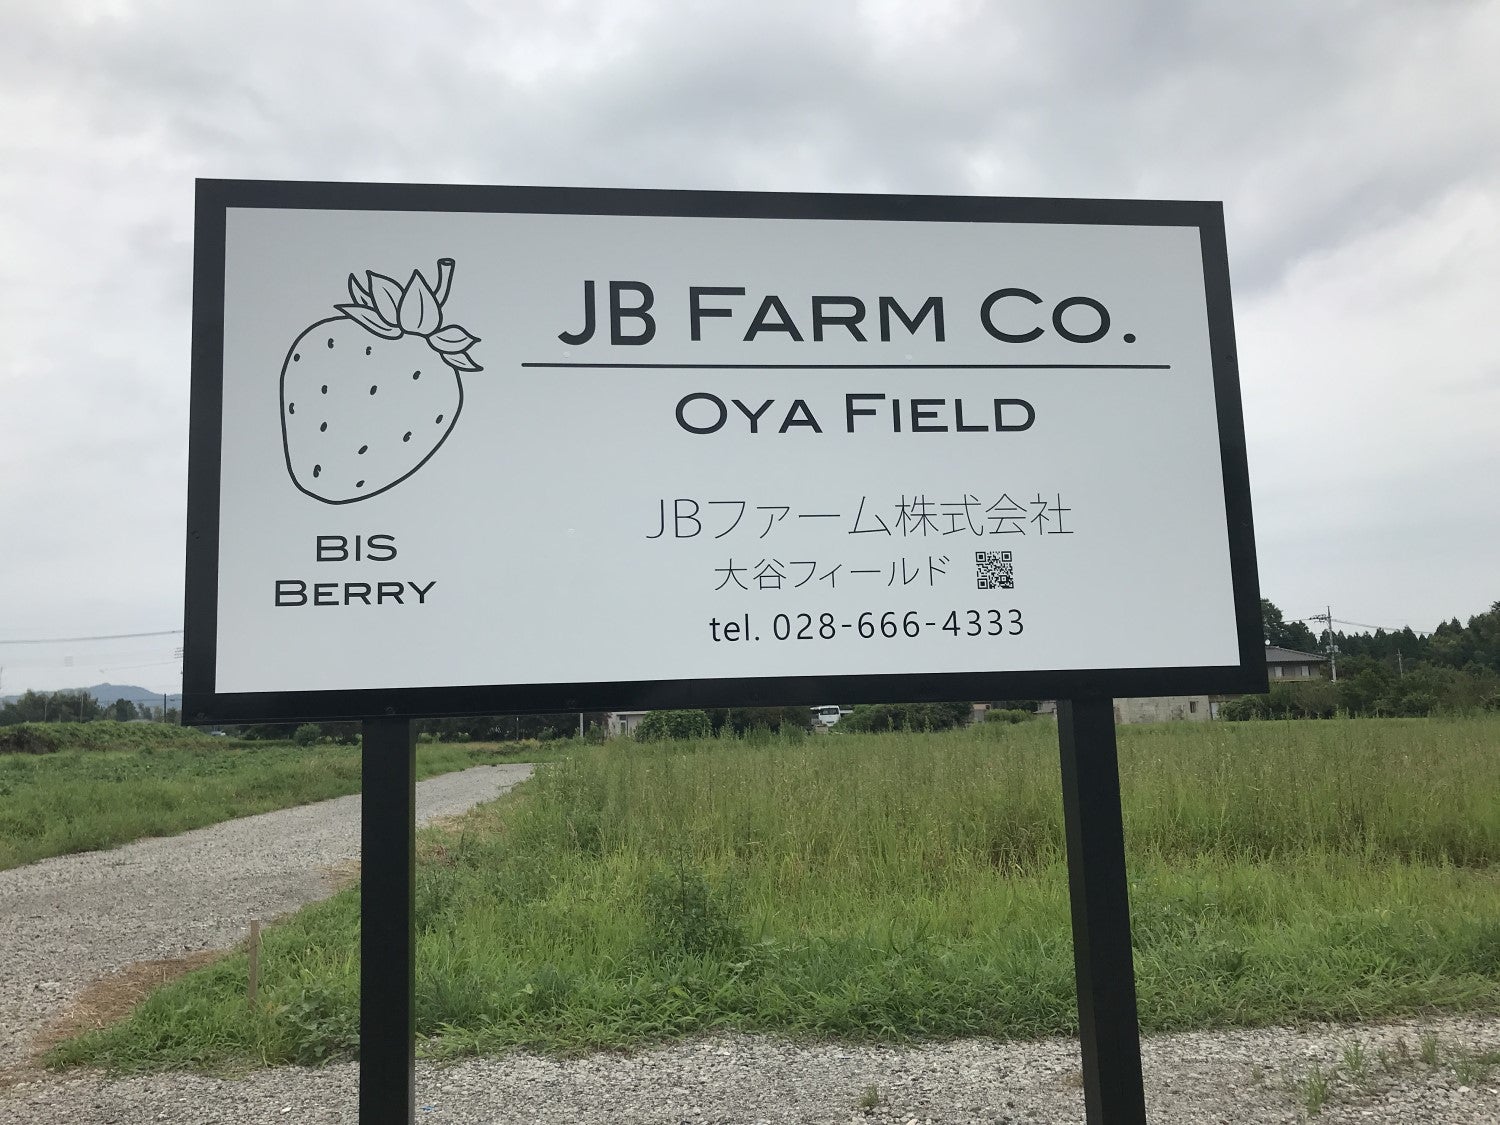 JB FARM CO.
OYA FIELD
JBファーム株式会社
大谷フィールド
tel. 028-666-4333
BIS
BERRY